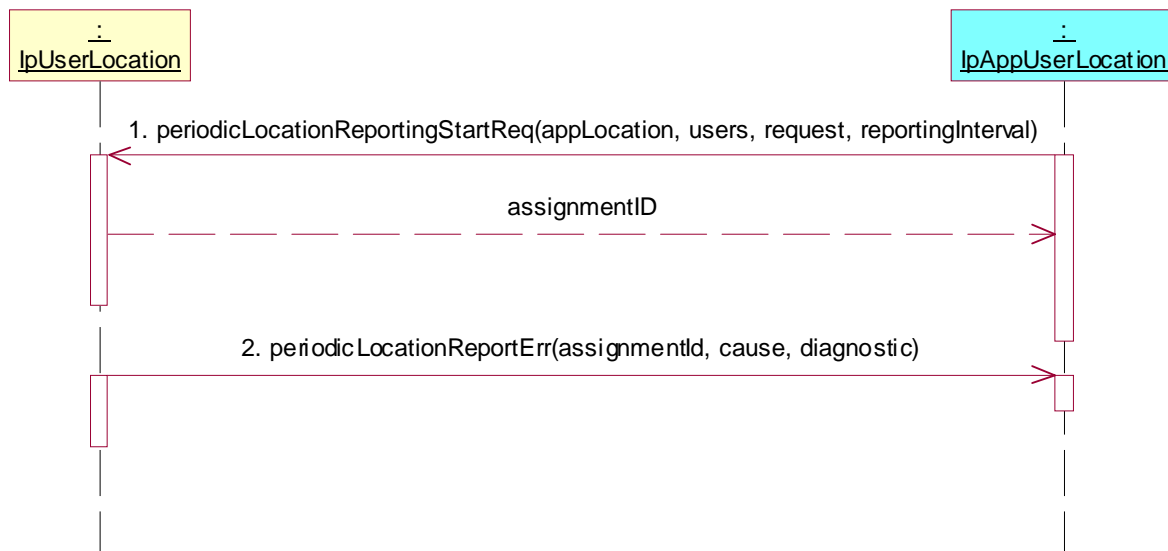 :
IpUserLocation
:
IpAppUserLocation
1. periodicLocationReportingStartReq(appLocation, users, request, reportingInterval)
assignmentID
2. periodicLocationReportErr(assignmentId, cause, diagnostic)